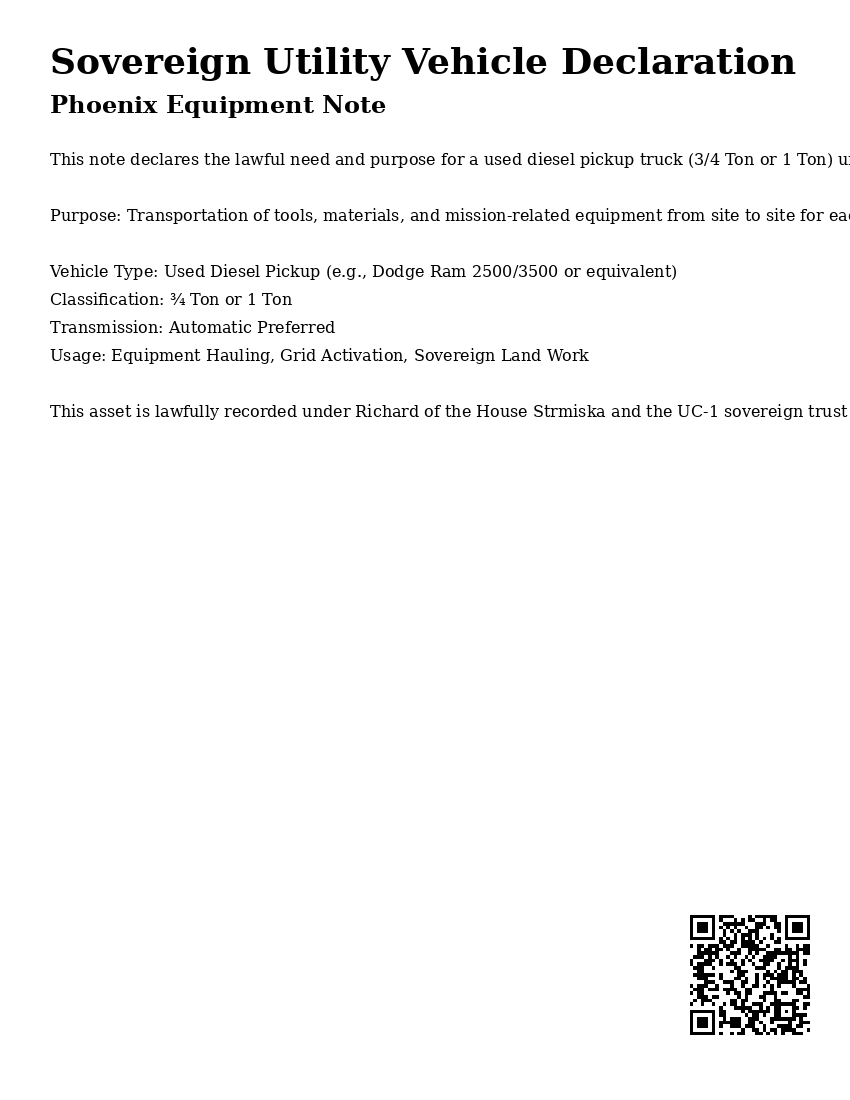 Sovereign Utility Vehicle Declaration
Phoenix Equipment Note
This note declares the lawful need and purpose for a used diesel pickup truck (3/4 Ton or 1 Ton)
Purpose: Transportation of tools, materials, and mission-related equipment from site to site for
Vehicle Type: Used Diesel Pickup (e.g., Dodge Ram 2500/3500 or equivalent)
Classification: ¾ Ton or 1 Ton
Transmission: Automatic Preferred
Usage: Equipment Hauling, Grid Activation, Sovereign Land Work
This asset is lawfully recorded under Richard of the House Strmiska and the UC-1 sovereign trust